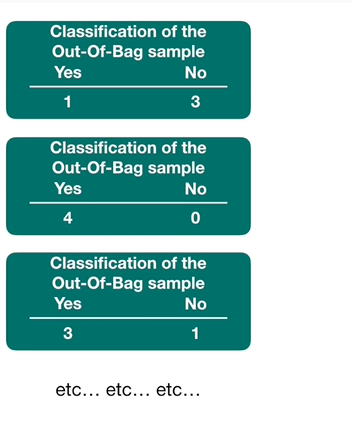 Classification of the
Out-Of-Bag sample
Yes No
1 3
Classification of the
Out-Of-Bag sample
Yes No
4 0
Classification of the
Out-Of-Bag sample
Yes No
3 1
etc... etc... etc...